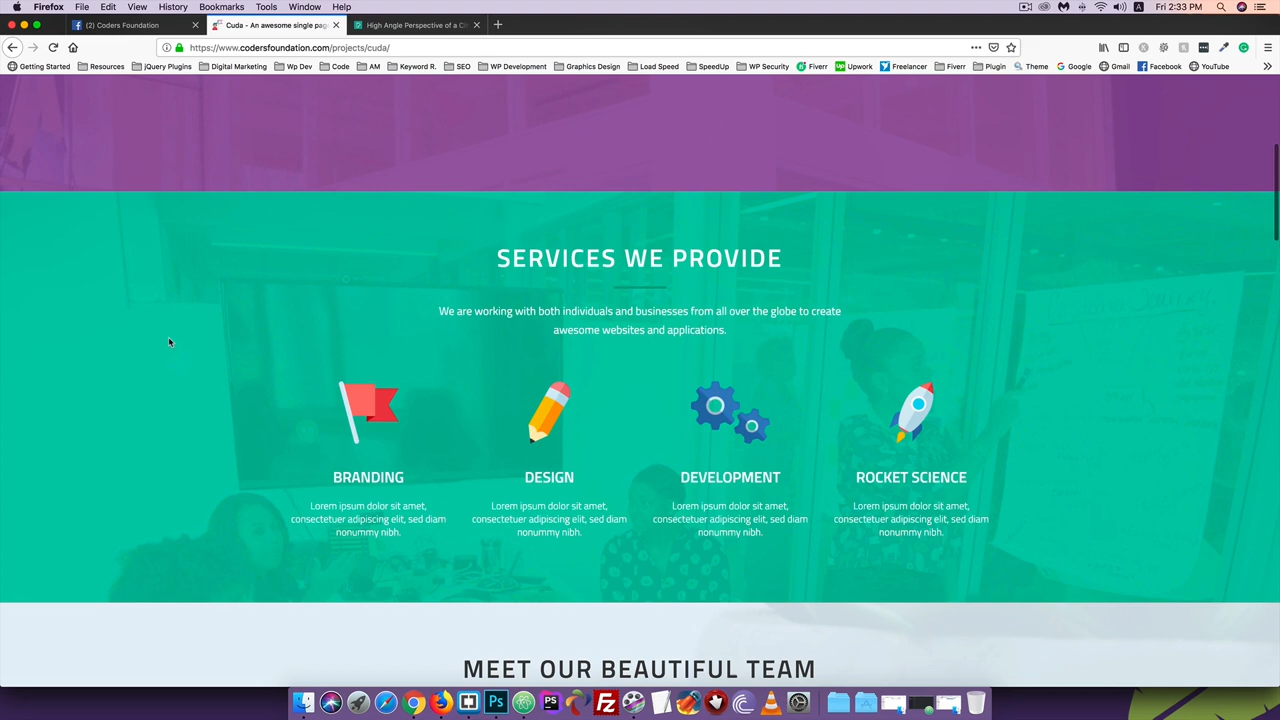 Firefox File Edit View History Bookmarks Tools Window Help Fri 2:33 PM
(2) Coders Foundation Cuda - An awesome single pag High Angle Perspective of a Ci
https://www.codersfoundation.com/projects/cuda/
Getting Started Resources jQuery Plugins Digital Marketing Wp Dev Code AM Keyword R. SEO WP Development Graphics Design Load Speed SpeedUp WP Security Fiverr Upwork Freelancer Fiverr Plugin Theme Google Gmail Facebook YouTube
SERVICES WE PROVIDE
We are working with both individuals and businesses from all over the globe to create
awesome websites and applications.
BRANDING DESIGN DEVELOPMENT ROCKET SCIENCE
Lorem ipsum dolor sit amet, Lorem ipsum dolor sit amet, Lorem ipsum dolor sit amet, Lorem ipsum dolor sit amet,
consectetuer adipiscing elit, sed diam consectetuer adipiscing elit, sed diam consectetuer adipiscing elit, sed diam consectetuer adipiscing elit, sed diam
nonummy nibh. nonummy nibh. nonummy nibh. nonummy nibh.
MEET OUR BEAUTIFUL TEAM
Ps PS Fz